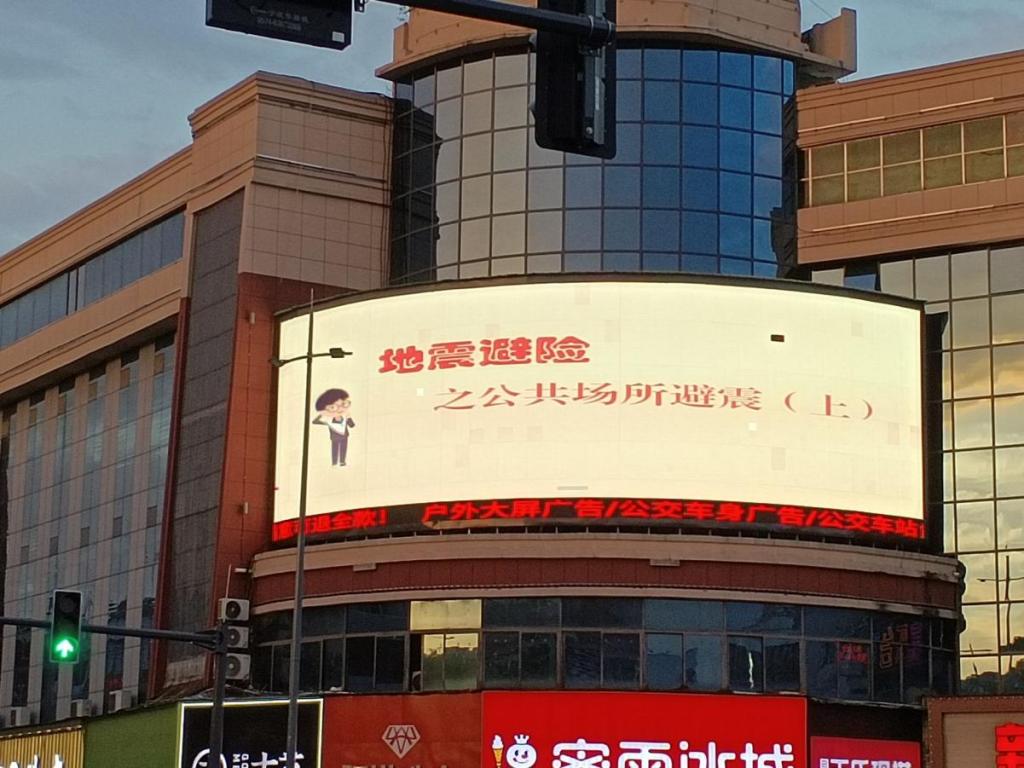 地震避险
之公共场所避震（上）
可退全款！ 户外大屏广告/公交车身广告/公交车站
蜜雪冰城